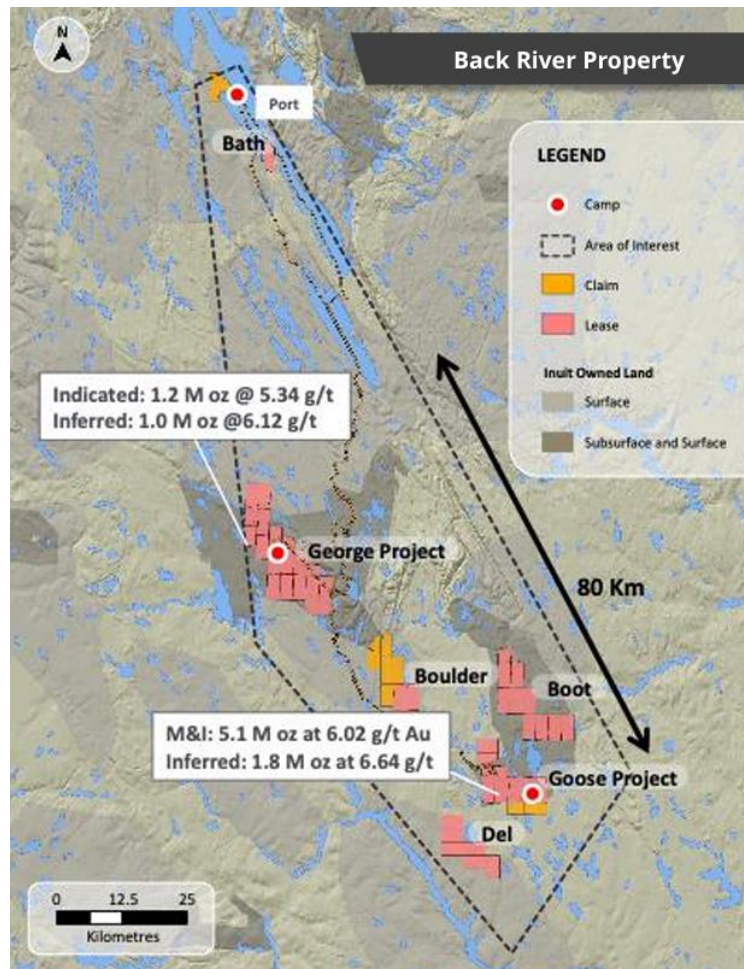 N
Back River Property
Port
Bath
LEGEND
Camp
Area of Interest
Claim
Lease
Inuit Owned Land
Surface
Subsurface and Surface
Indicated: 1.2 M oz @ 5.34 g/t
Inferred: 1.0 M oz @6.12 g/t
George Project
80 Km
Boulder
Boot
M&I: 5.1 M oz at 6.02 g/t Au
Inferred: 1.8 M oz at 6.64 g/t
Goose Project
Del
0 12.5 25
Kilometres